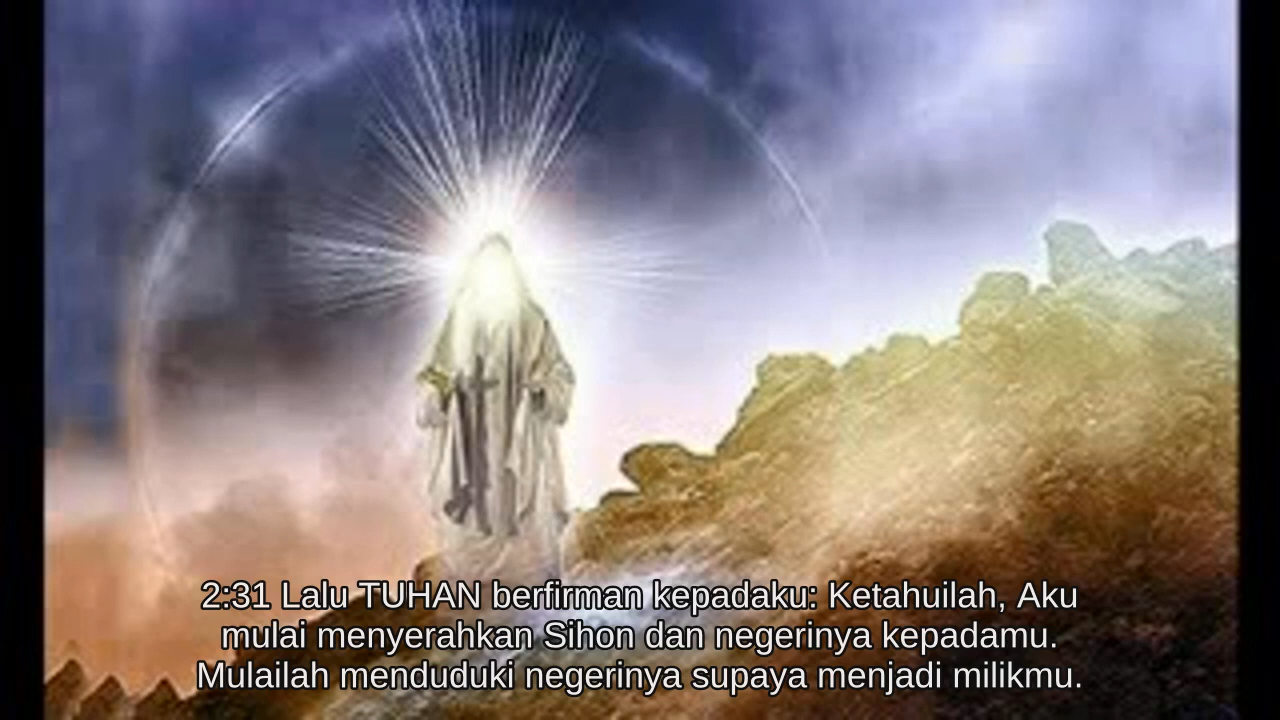 2:31 Lalu TUHAN berfirman kepadaku: Ketahuilah, Aku
mulai menyerahkan Sihon dan negerinya kepadamu.
Mulailah menduduki negerinya supaya menjadi milikmu.